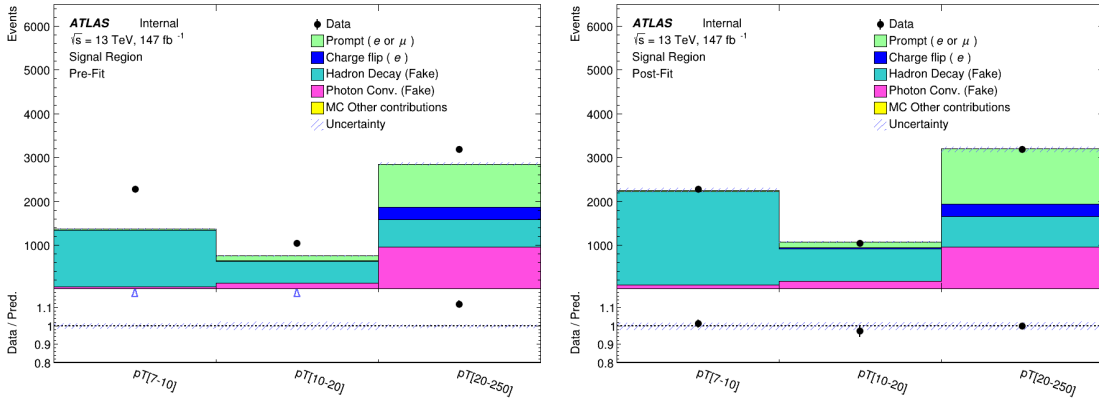 Events
6000
5000
4000
3000
2000
1000
ATLAS Internal
√s = 13 TeV, 147 fb -1
Signal Region
Pre-Fit
Data
Prompt ( e or μ )
Charge flip ( e )
Hadron Decay (Fake)
Photon Conv. (Fake)
MC Other contributions
Uncertainty
Data / Pred.
1.1
1
0.9
0.8
pT[7-10]
pT[10-20]
pT[20-250]
Events
6000
5000
4000
3000
2000
1000
ATLAS Internal
√s = 13 TeV, 147 fb -1
Signal Region
Post-Fit
Data
Prompt ( e or μ )
Charge flip ( e )
Hadron Decay (Fake)
Photon Conv. (Fake)
MC Other contributions
Uncertainty
Data / Pred.
1.1
1
0.9
0.8
pT[7-10]
pT[10-20]
pT[20-250]